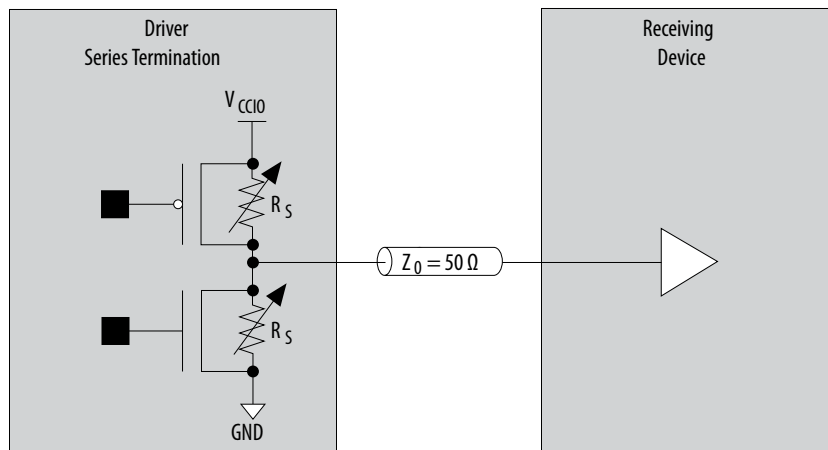 Driver
Series Termination
Receiving
Device
V CCIO
R S
Z 0 = 50 Ω
R S
GND